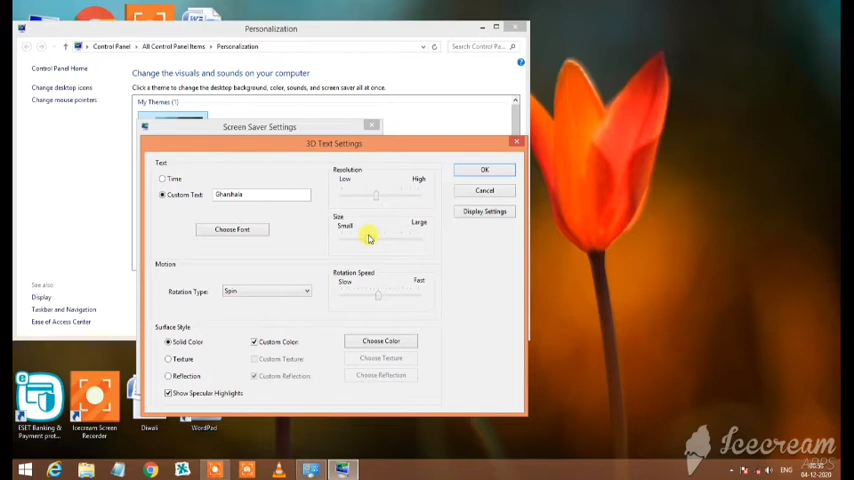 Personalization
Control Panel
All Control Panel Items
Personalization
Search Control Pa...
Control Panel Home
Change desktop icons
Change mouse pointers
Change the visuals and sounds on your computer
Click a theme to change the desktop background, color, sounds, and screen saver all at once.
My Themes (1)
Screen Saver Settings
3D Text Settings
Text
Time
Custom Text:
Gharshala
Choose Font
Resolution
Low
High
Size
Small
Large
OK
Cancel
Display Settings
Motion
Rotation Type:
Spin
Rotation Speed
Slow
Fast
Surface Style
Solid Color
Texture
Reflection
Show Specular Highlights
Custom Color:
Custom Texture:
Custom Reflection:
Choose Color
Choose Texture
Choose Reflection
See also
Display
Taskbar and Navigation
Ease of Access Center
ESET Banking & Payment prot...
Icecream Screen Recorder
Diwali
WordPad
Icecream
APPS
ENG
04-12-2020